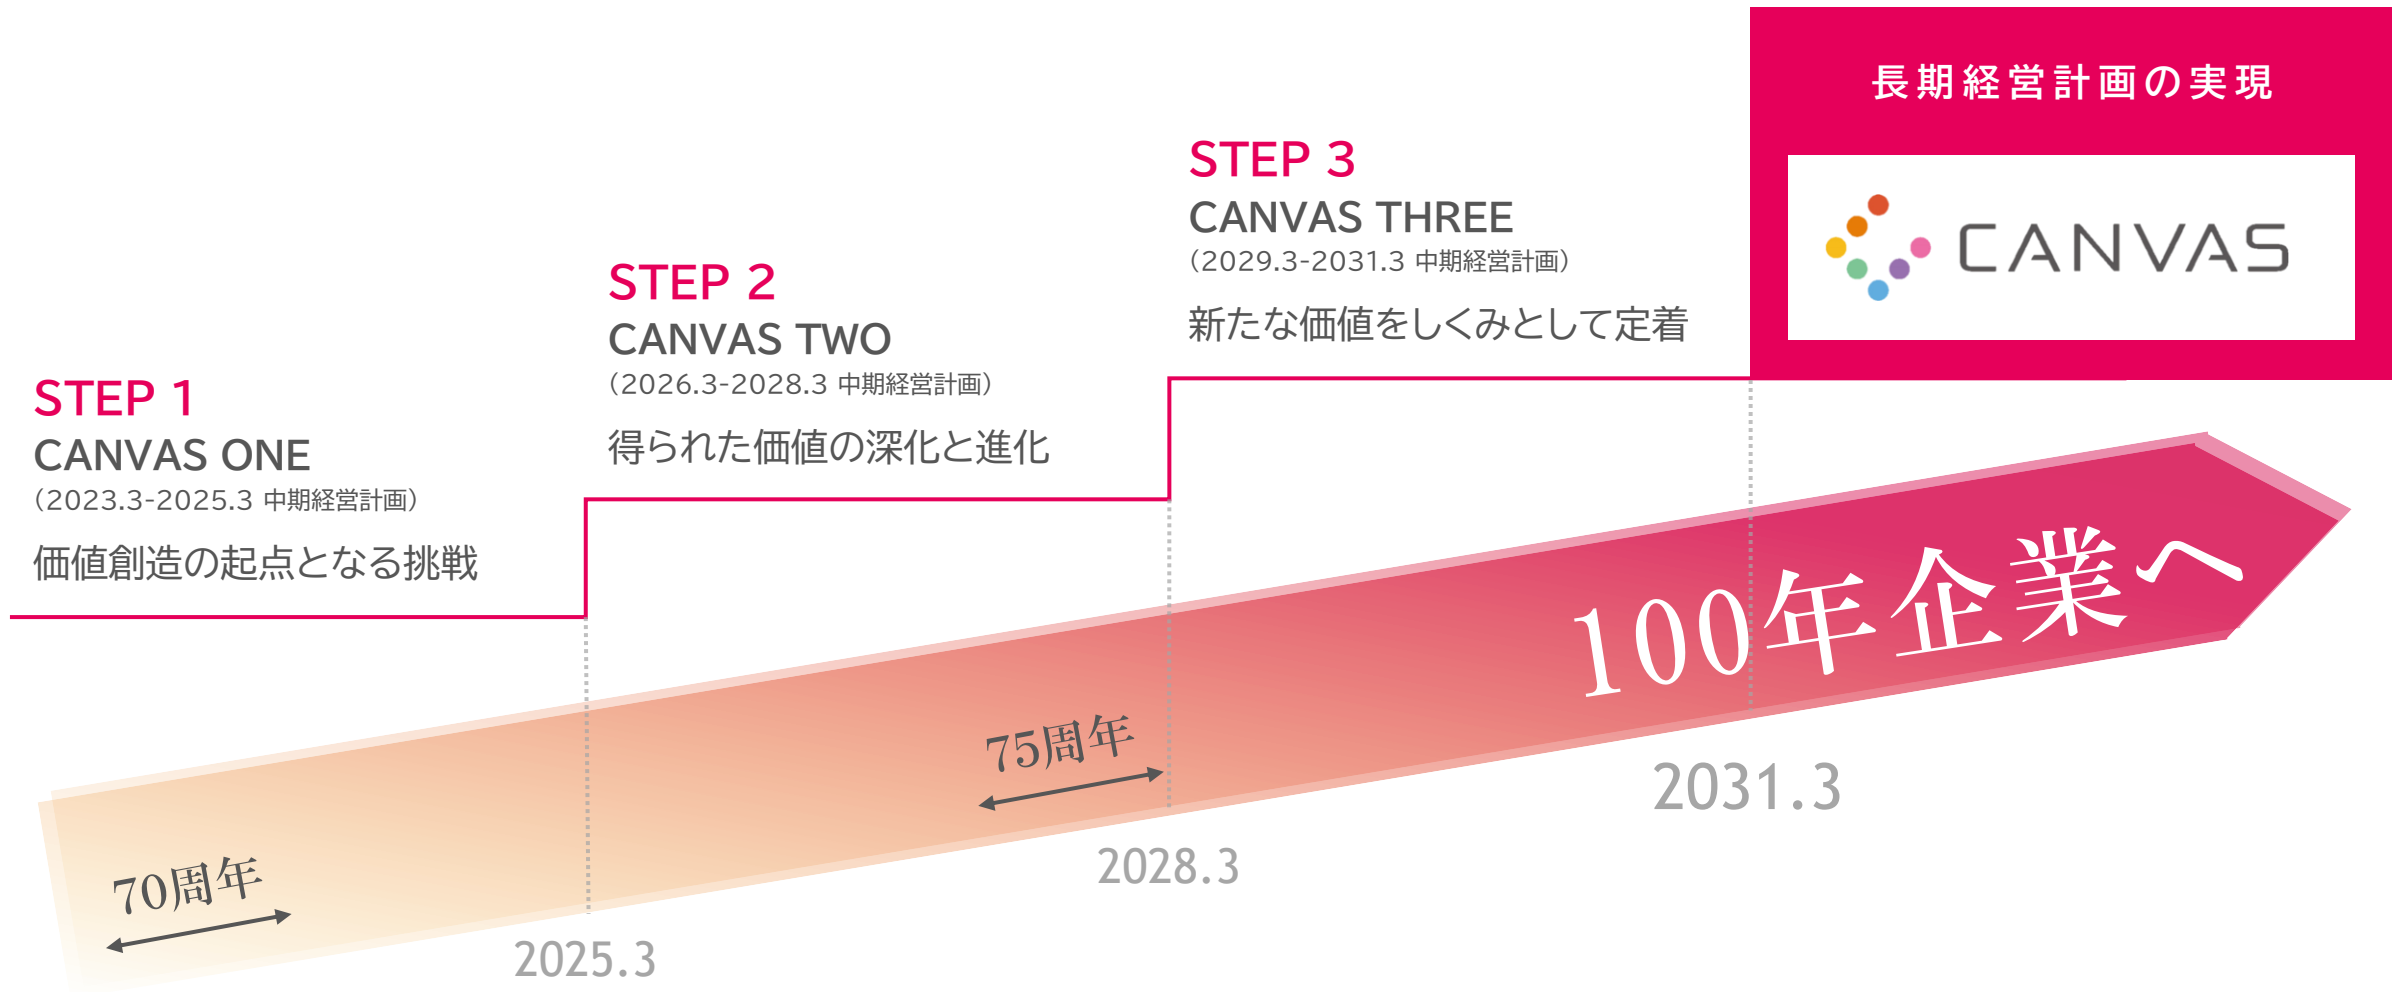 長期経営計画の実現
CANVAS
STEP 3
CANVAS THREE
（2029.3-2031.3 中期経営計画）
新たな価値をしくみとして定着
STEP 2
CANVAS TWO
（2026.3-2028.3 中期経営計画）
得られた価値の深化と進化
STEP 1
CANVAS ONE
（2023.3-2025.3 中期経営計画）
価値創造の起点となる挑戦
100年企業へ
75周年
70周年
2031.3
2028.3
2025.3